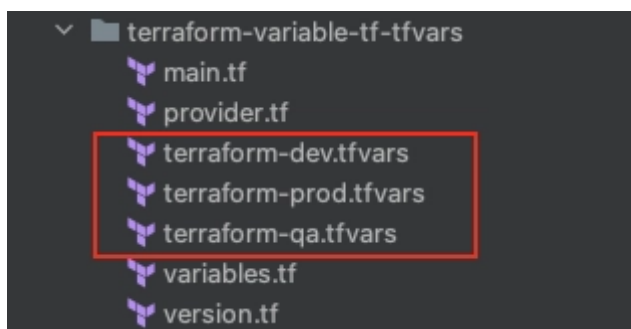 terraform-variable-tf-tfvars
main.tf
provider.tf
terraform-dev.tfvars
terraform-prod.tfvars
terraform-qa.tfvars
variables.tf
version.tf